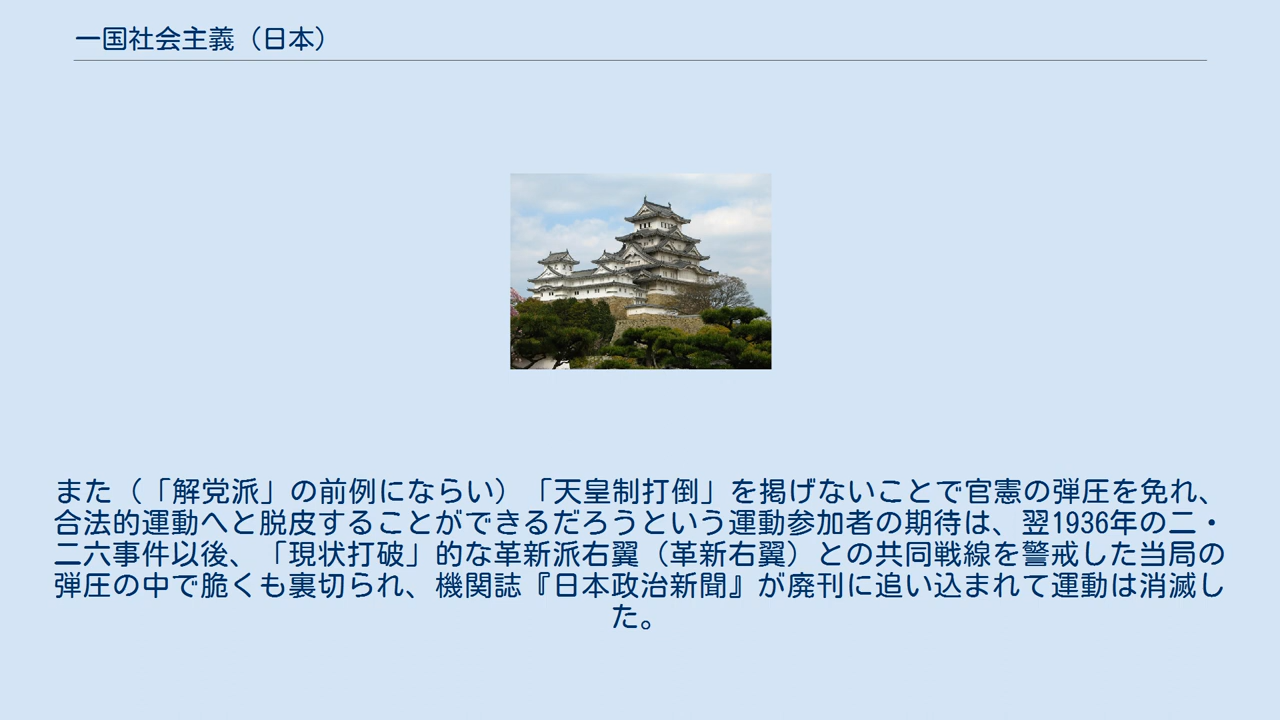 一国社会主義（日本）
また（「解党派」の前例にならい）「天皇制打倒」を掲げないことで官憲の弾圧を免れ、
合法的運動へと脱皮することができるだろうという運動参加者の期待は、翌1936年の二・
二六事件以後、「現状打破」的な革新派右翼（革新右翼）との共同戦線を警戒した当局の
弾圧の中で脆くも裏切られ、機関誌『日本政治新聞』が廃刊に追い込まれて運動は消滅し
た。